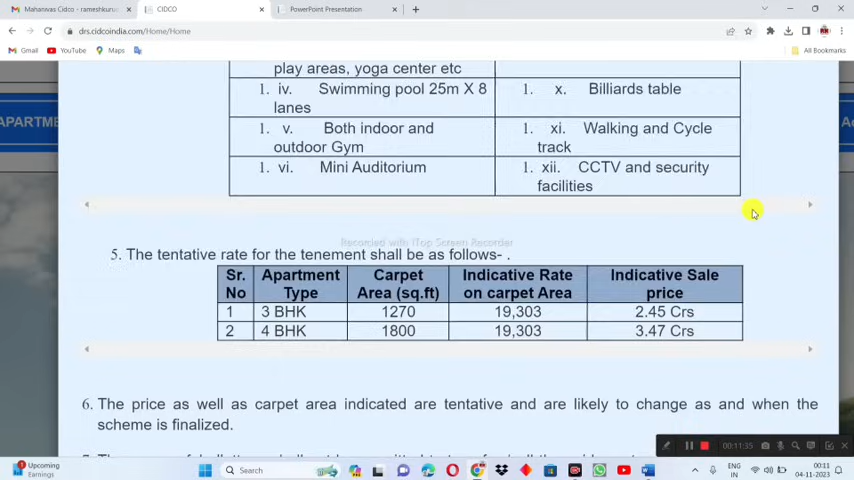 Mahanivas Cidco - rameshkurup
CIDCO
PowerPoint Presentation
drs.cidcoindia.com/Home/Home
Gmail
YouTube
Maps
All Bookmarks
APARTME
play areas, yoga center etc
1. iv. Swimming pool 25m X 8 lanes
1. x. Billiards table
1. v. Both indoor and outdoor Gym
1. xi. Walking and Cycle track
1. vi. Mini Auditorium
1. xii. CCTV and security facilities
Recorded with iTop Screen Recorder
5. The tentative rate for the tenement shall be as follows- .
Sr. No Apartment Type Carpet Area (sq.ft) Indicative Rate on carpet Area Indicative Sale price
1 3 BHK 1270 19,303 2.45 Crs
2 4 BHK 1800 19,303 3.47 Crs
6. The price as well as carpet area indicated are tentative and are likely to change as and when the
scheme is finalized.
00:11:35
Upcoming
Earnings
Search
ENG
IN
00:11
04-11-2023